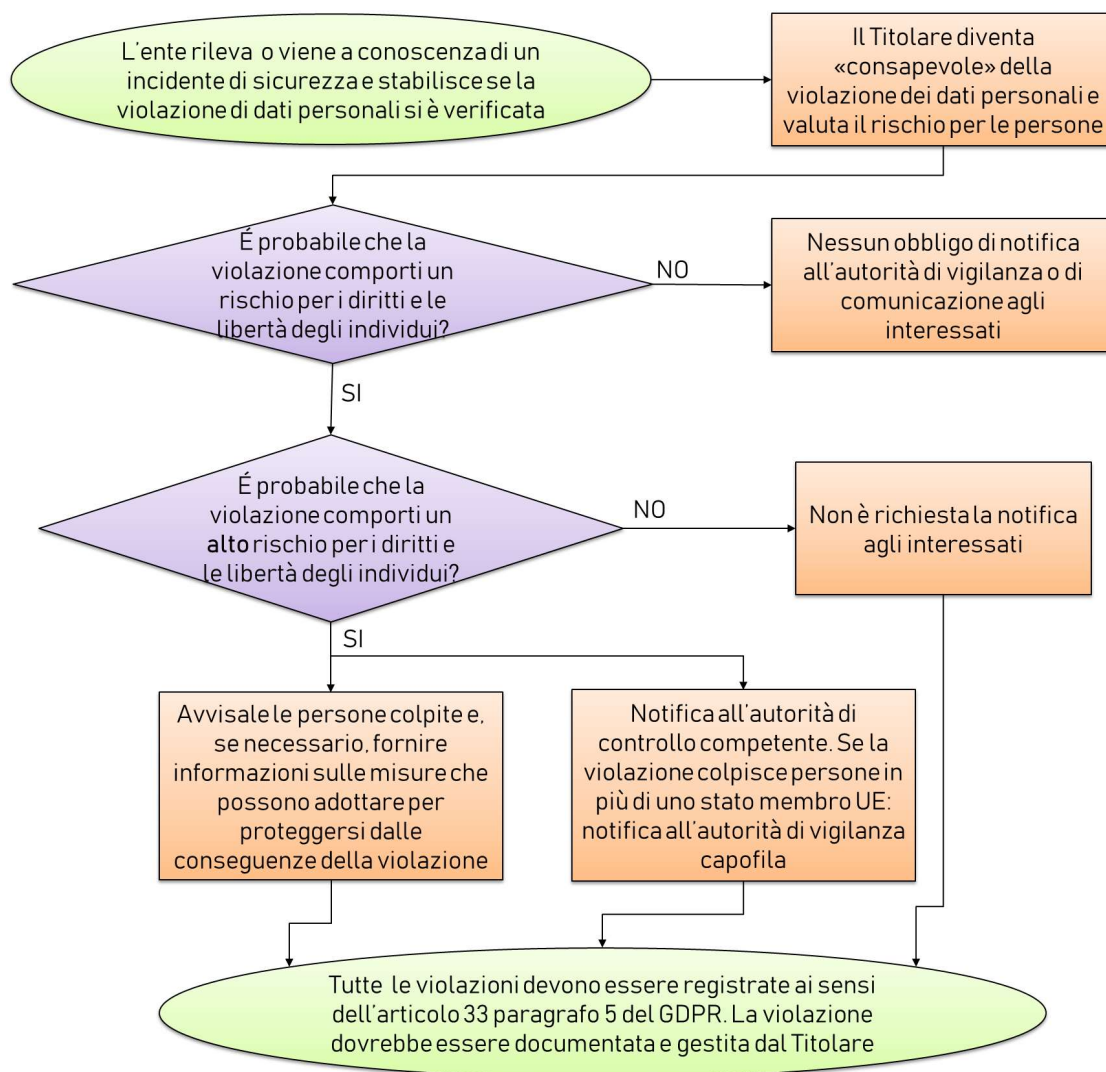 L'ente rileva o viene a conoscenza di un
incidente di sicurezza e stabilisce se la
violazione di dati personali si è verificata
Il Titolare diventa
«consapevole» della
violazione dei dati personali e
valuta il rischio per le persone
É probabile che la
violazione comporti un
rischio per i diritti e le
libertà degli individui?
NO
Nessun obbligo di notifica
all'autorità di vigilanza o di
comunicazione agli
interessati
SI
É probabile che la
violazione comporti un
alto rischio per i diritti e
le libertà degli individui?
NO
Non è richiesta la notifica
agli interessati
SI
Avvisale le persone colpite e,
se necessario, fornire
informazioni sulle misure che
possono adottare per
proteggersi dalle
conseguenze della violazione
Notifica all'autorità di
controllo competente. Se la
violazione colpisce persone in
più di uno stato membro UE:
notifica all'autorità di vigilanza
capofila
Tutte le violazioni devono essere registrate ai sensi
dell'articolo 33 paragrafo 5 del GDPR. La violazione
dovrebbe essere documentata e gestita dal Titolare